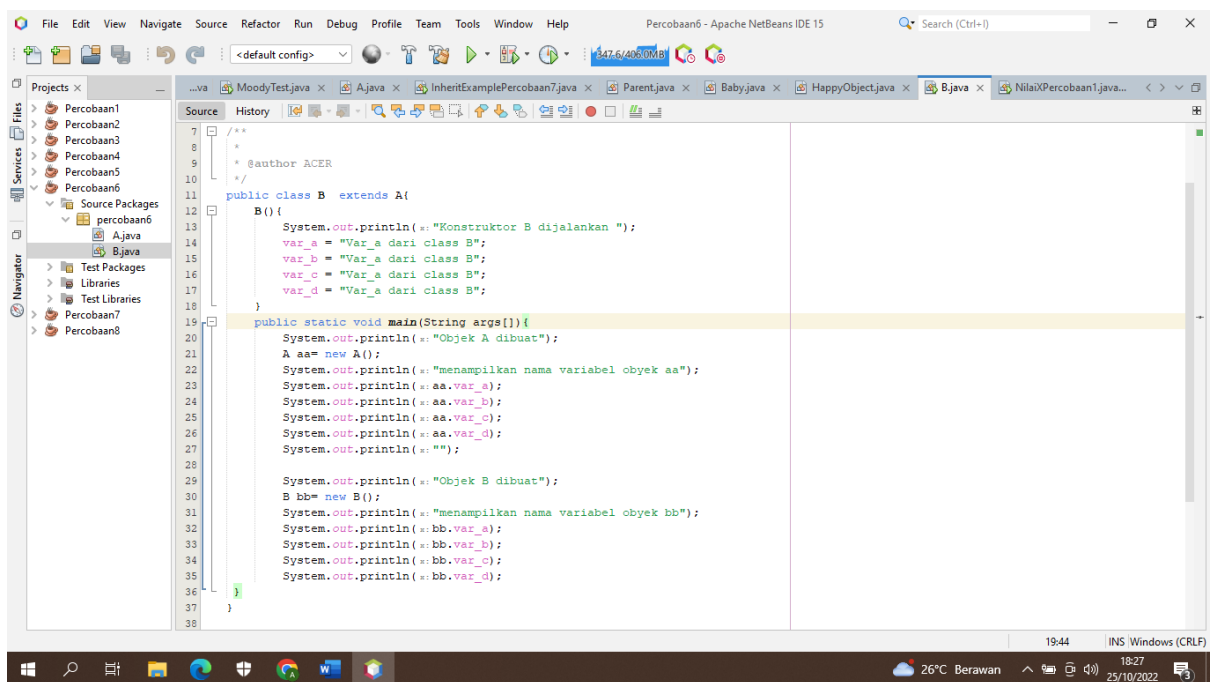 File Edit View Navigate Source Refactor Run Debug Profile Team Tools Window Help Percobaan6 - Apache NetBeans IDE 15 Search (Ctrl+I)
<default config> 347.6/406.0MB
Projects × ...va MoodyTest.java × A.java × InheritExamplePercobaan7.java × Parent.java × Baby.java × HappyObject.java × B.java × NilaiXPercobaan1.java...
Files
Services
Navigator
Percobaan1
Percobaan2
Percobaan3
Percobaan4
Percobaan5
Percobaan6
Source Packages
percobaan6
A.java
B.java
Test Packages
Libraries
Test Libraries
Percobaan7
Percobaan8
Source History
7 /**
8 *
9 * @author ACER
10 */
11 public class B  extends A{
12 B(){
13 System.out.println(x: "Konstruktor B dijalankan ");
14 var_a = "Var_a dari class B";
15 var_b = "Var_a dari class B";
16 var_c = "Var_a dari class B";
17 var_d = "Var_a dari class B";
18 }
19 public static void main(String args[]){
20 System.out.println(x: "Objek A dibuat");
21 A aa= new A();
22 System.out.println(x: "menampilkan nama variabel obyek aa");
23 System.out.println(x: aa.var_a);
24 System.out.println(x: aa.var_b);
25 System.out.println(x: aa.var_c);
26 System.out.println(x: aa.var_d);
27 System.out.println(x: "");
28
29 System.out.println(x: "Objek B dibuat");
30 B bb= new B();
31 System.out.println(x: "menampilkan nama variabel obyek bb");
32 System.out.println(x: bb.var_a);
33 System.out.println(x: bb.var_b);
34 System.out.println(x: bb.var_c);
35 System.out.println(x: bb.var_d);
36 }
37 }
38
19:44 INS Windows (CRLF)
26°C Berawan 18:27
25/10/2022 3